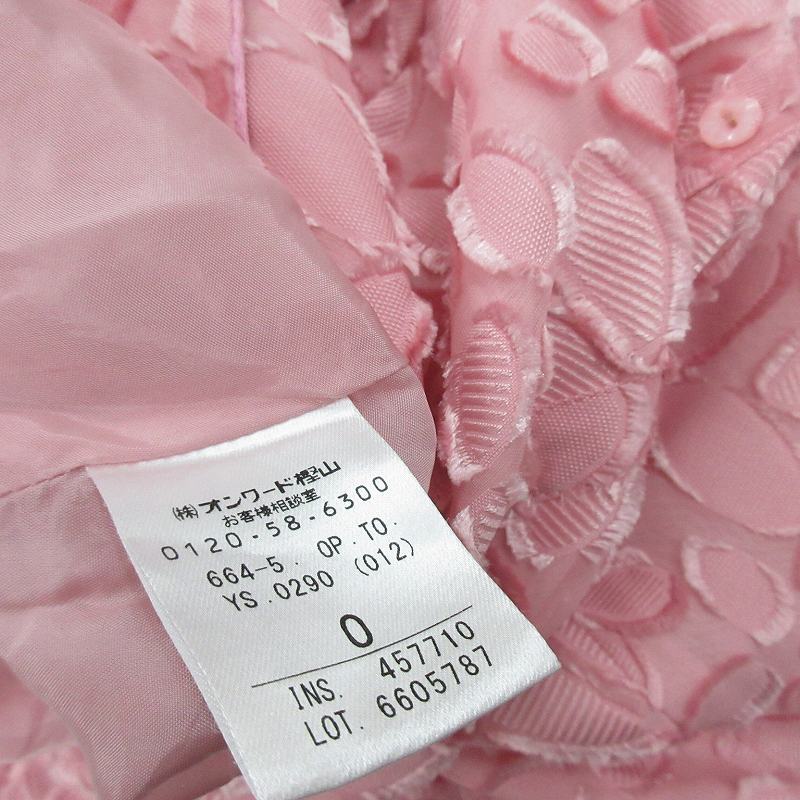 ㈱オンワード樫山
お客様相談室
0120-58-6300
664-5. OP.TO.
YS.0290 (012)
0
INS. 457710
LOT. 6605787